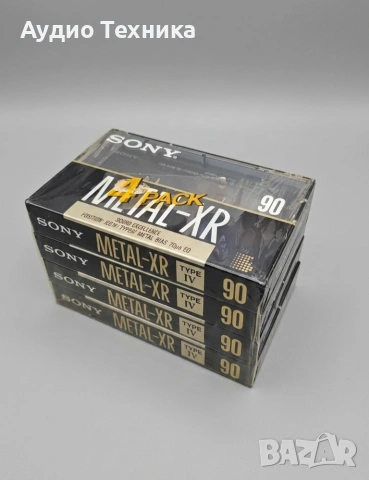 Аудио Техника
SONY
4 PACK
METAL-XR 90
SOUND EXCELLENCE
SONY METAL-XR TYPE IV 90
SONY METAL-XR TYPE IV 90
SONY METAL-XR TYPE IV 90
SONY METAL-XR TYPE IV 90
BAZAR